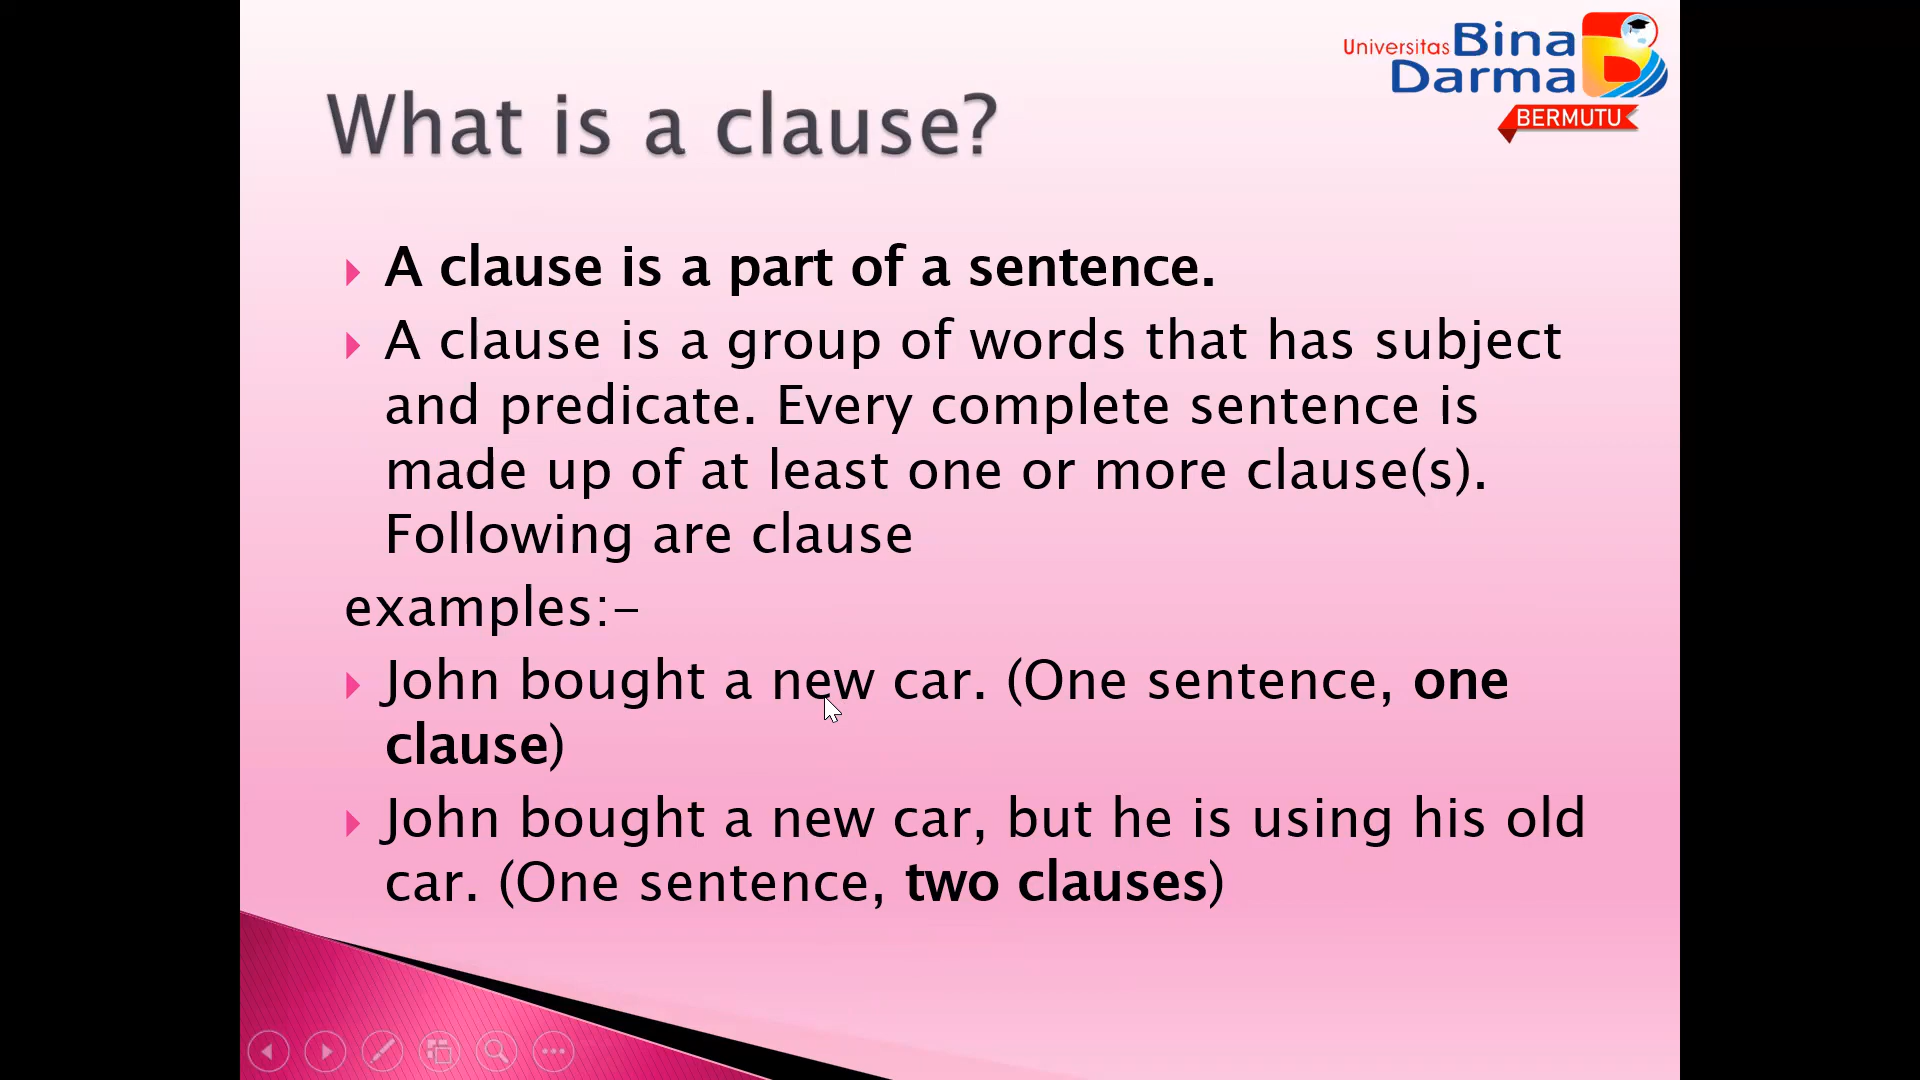 Universitas Bina
Darma
BERMUTU
What is a clause?
A clause is a part of a sentence.
A clause is a group of words that has subject
and predicate. Every complete sentence is
made up of at least one or more clause(s).
Following are clause
examples:-
John bought a new car. (One sentence, one
clause)
John bought a new car, but he is using his old
car. (One sentence, two clauses)